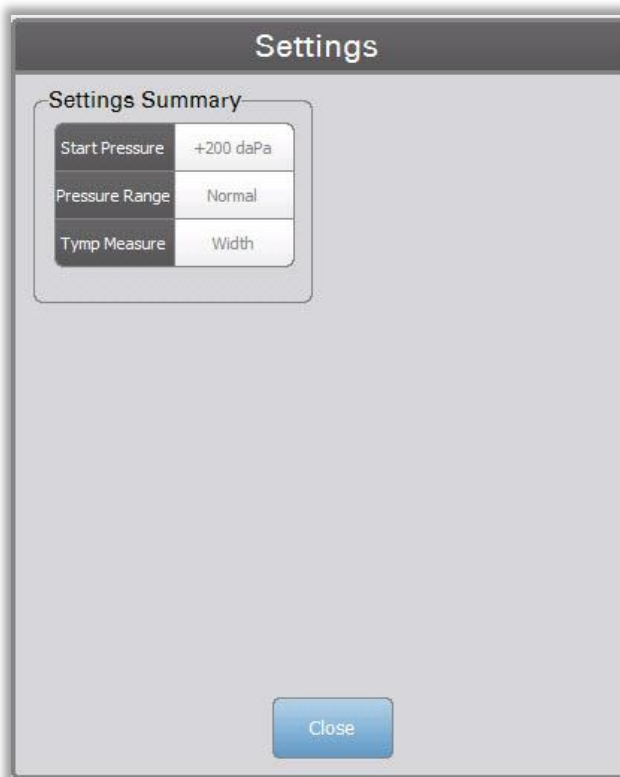 Settings
Settings Summary
Start Pressure +200 daPa
Pressure Range Normal
Tymp Measure Width
Close